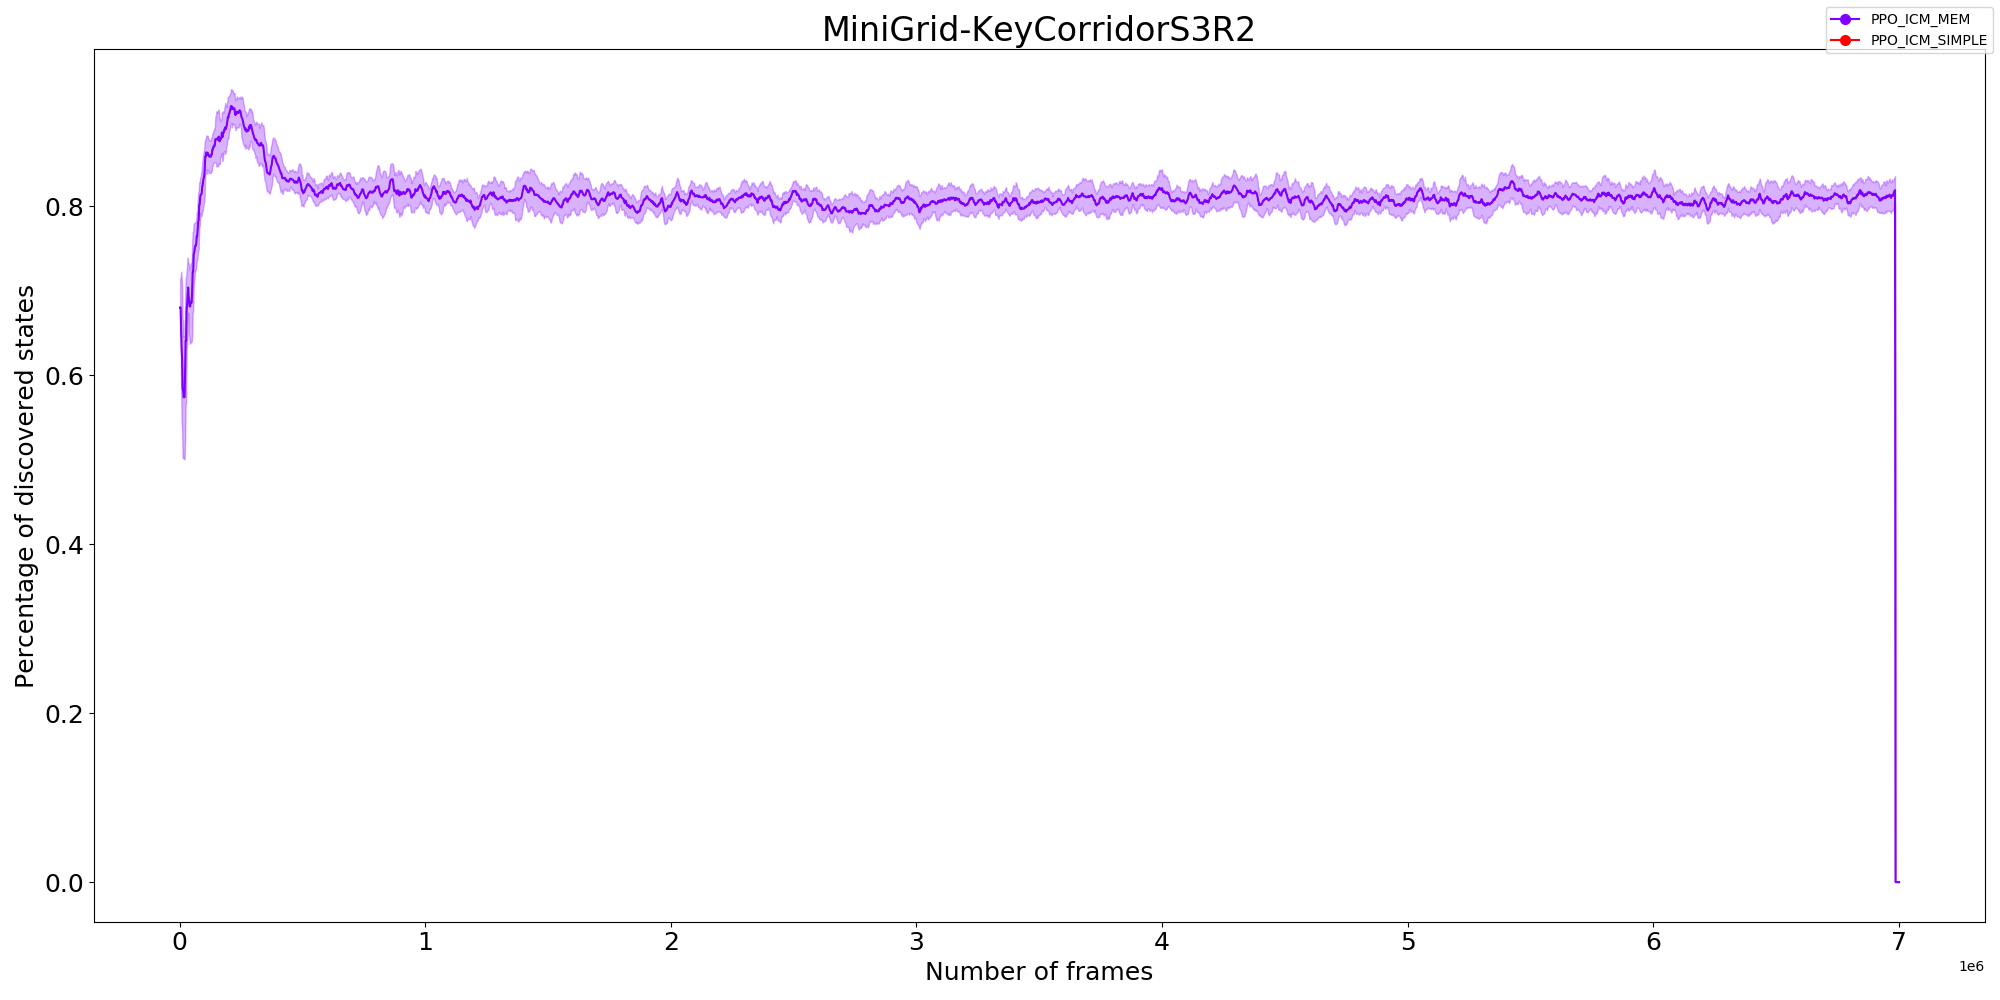 MiniGrid-KeyCorridorS3R2
PPO_ICM_MEM
PPO_ICM_SIMPLE
Percentage of discovered states
0.8
0.6
0.4
0.2
0.0
0 1 2 3 4 5 6 7
1e6
Number of frames